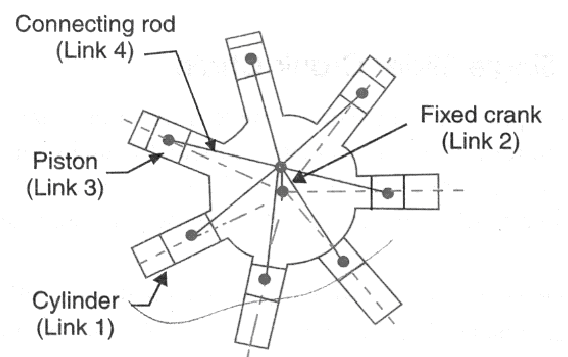 Connecting rod
(Link 4)
Fixed crank
(Link 2)
Piston
(Link 3)
Cylinder
(Link 1)